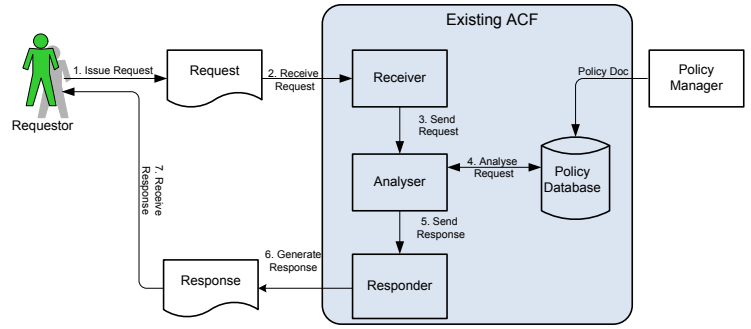 Existing ACF
1. Issue Request
Request
2. Receive
Request
Receiver
Policy Doc
Policy
Manager
Requestor
3. Send
Request
Analyser
4. Analyse
Request
Policy
Database
7. Receive
Response
5. Send
Response
6. Generate
Response
Response
Responder